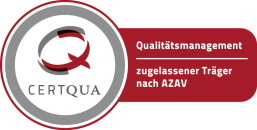 CERTQUA
Qualitätsmanagement
zugelassener Träger
nach AZAV